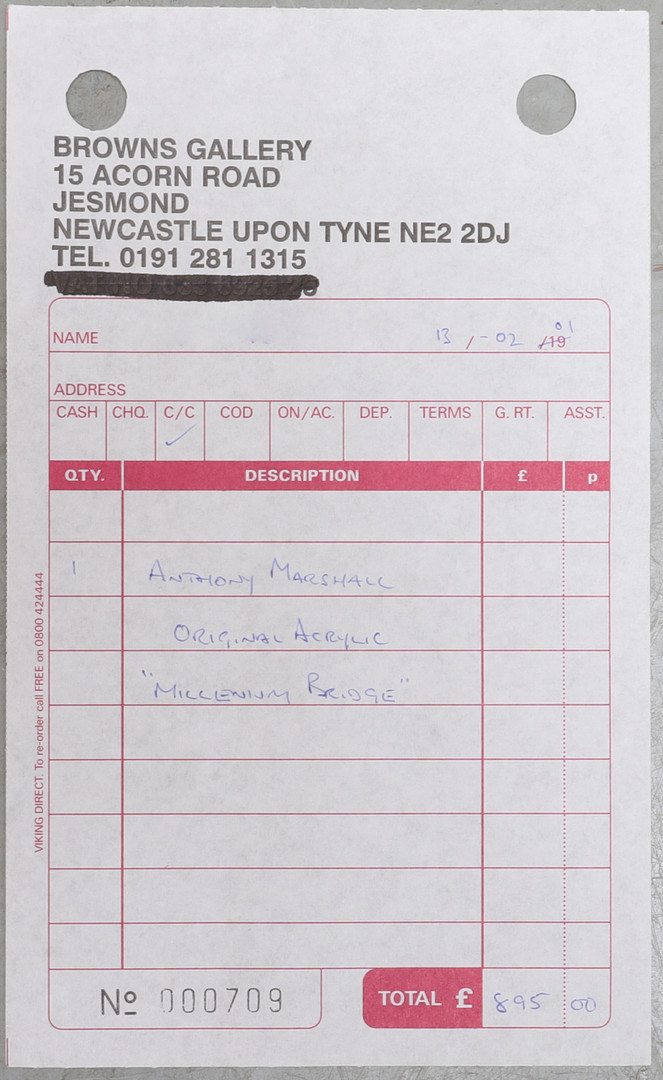 BROWNS GALLERY
15 ACORN ROAD
JESMOND
NEWCASTLE UPON TYNE NE2 2DJ
TEL. 0191 281 1315
NAME 13 / - 02 /19 01
ADDRESS
CASH CHQ. C/C COD ON/AC. DEP. TERMS G. RT. ASST.
✓
QTY. DESCRIPTION £ p
1 ANTHONY MARSHALL
ORIGINAL ACRYLIC
"MILLENIUM BRIDGE"
VIKING DIRECT. To re-order call FREE on 0800 424444
Nº 000709 TOTAL £ 895 00